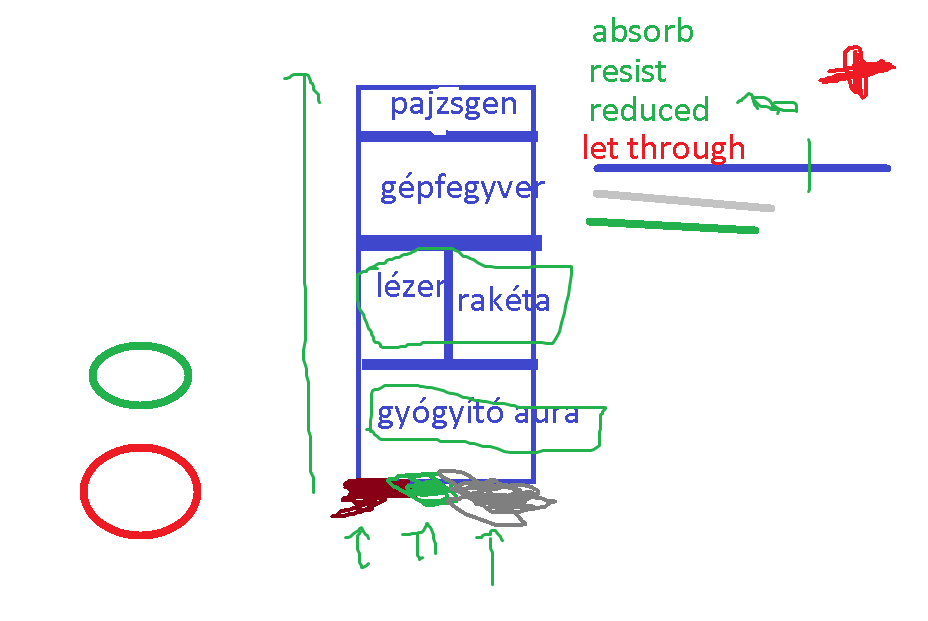 absorb
resist
reduced
let through
pajzsgen
gépfegyver
lézer
rakéta
gyógyító aura